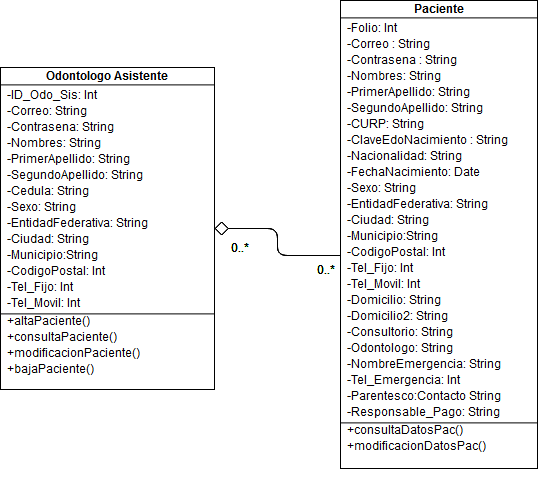 Odontologo Asistente
-ID_Odo_Sis: Int
-Correo: String
-Contrasena: String
-Nombres: String
-PrimerApellido: String
-SegundoApellido: String
-Cedula: String
-Sexo: String
-EntidadFederativa: String
-Ciudad: String
-Municipio:String
-CodigoPostal: Int
-Tel_Fijo: Int
-Tel_Movil: Int
+altaPaciente()
+consultaPaciente()
+modificacionPaciente()
+bajaPaciente()
0..*
0..*
Paciente
-Folio: Int
-Correo : String
-Contrasena : String
-Nombres: String
-PrimerApellido: String
-SegundoApellido: String
-CURP: String
-ClaveEdoNacimiento : String
-Nacionalidad: String
-FechaNacimiento: Date
-Sexo: String
-EntidadFederativa: String
-Ciudad: String
-Municipio:String
-CodigoPostal: Int
-Tel_Fijo: Int
-Tel_Movil: Int
-Domicilio: String
-Domicilio2: String
-Consultorio: String
-Odontologo: String
-NombreEmergencia: String
-Tel_Emergencia: Int
-Parentesco:Contacto String
-Responsable_Pago: String
+consultaDatosPac()
+modificacionDatosPac()